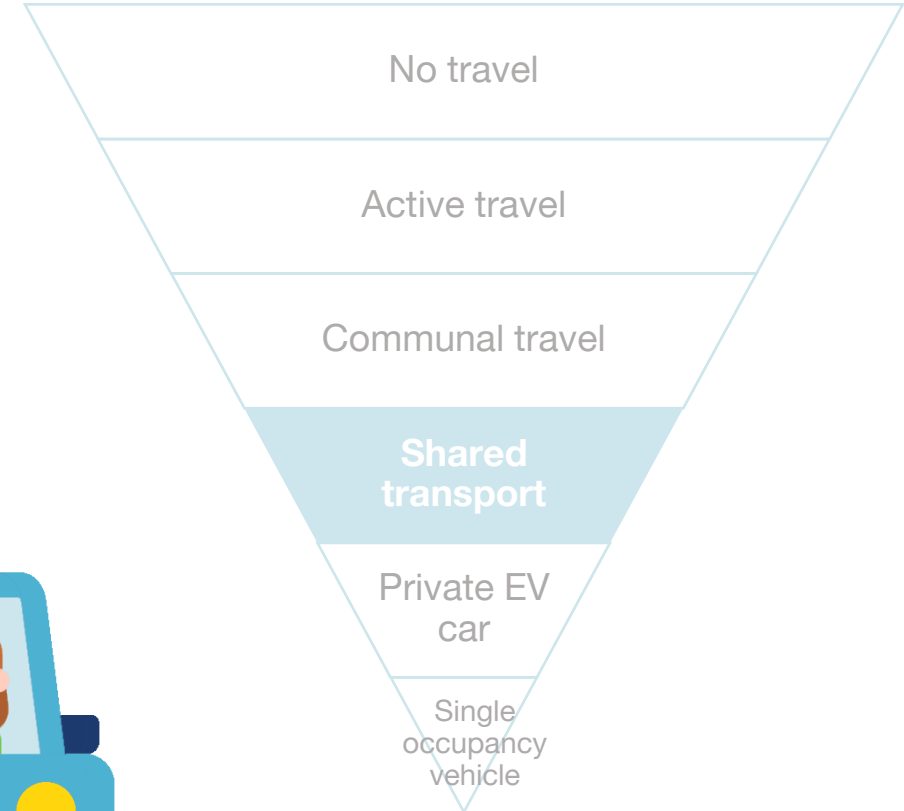 No travel
Active travel
Communal travel
Shared
transport
Private EV
car
Single
occupancy
vehicle